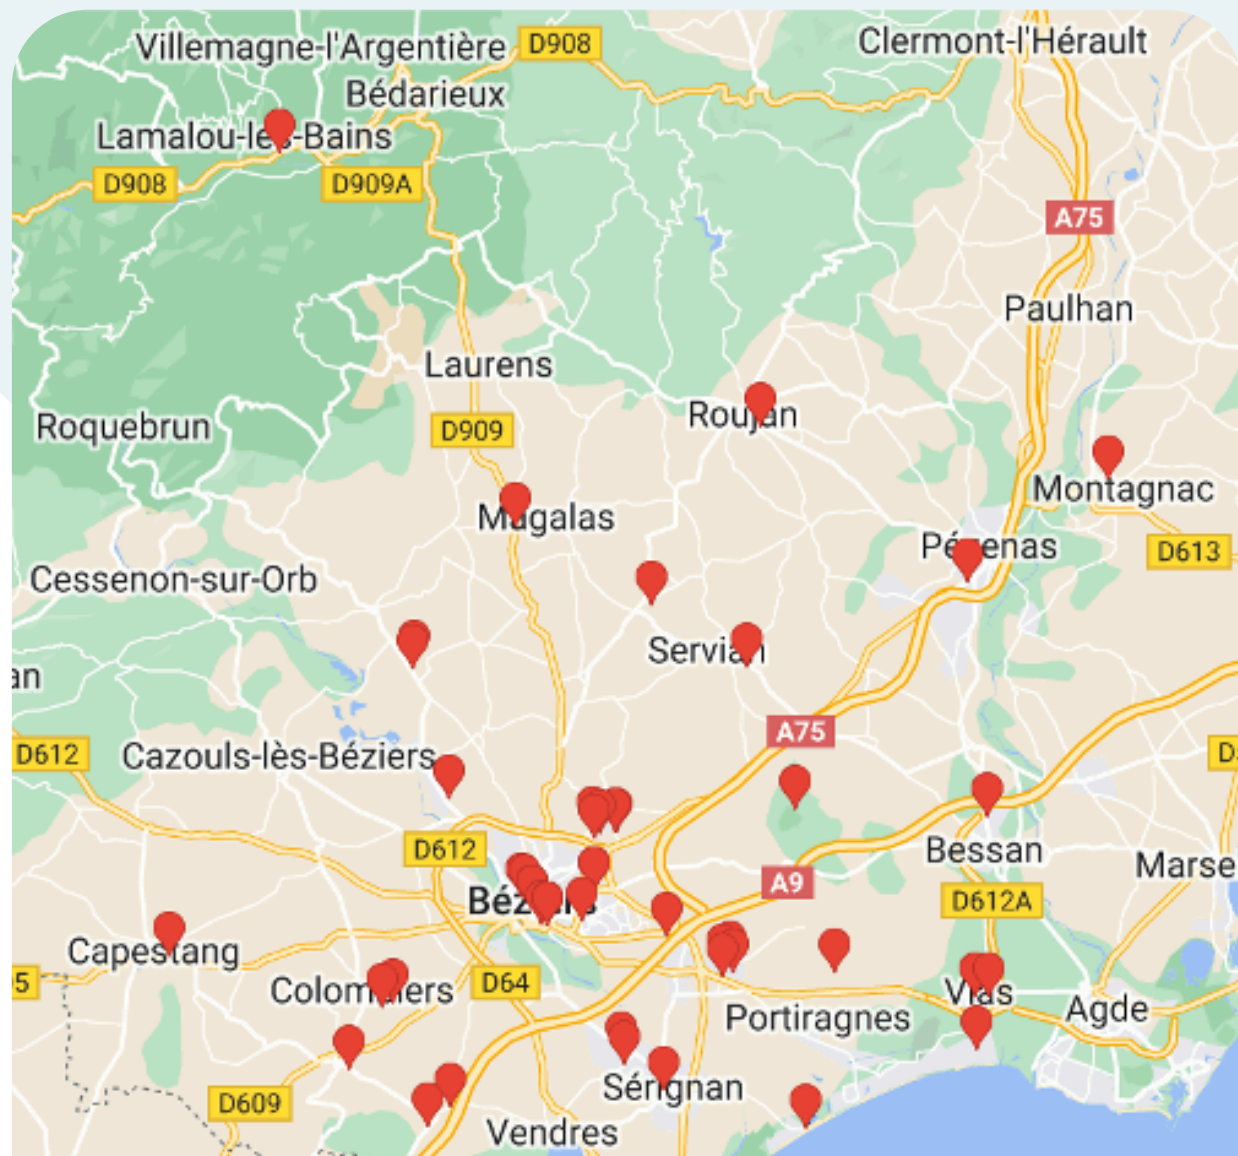 Clermont-l'Hérault
Villemagne-l'Argentière
D908
Bédarieux
Lamalou-les-Bains
D908
D909A
A75
Paulhan
Laurens
Roujan
Roquebrun
D909
Montagnac
Magalas
Pézenas
D613
Cessenon-sur-Orb
Servian
an
A75
D612
Cazouls-lès-Béziers
D612
Bessan
Marse
A9
Béziers
D612A
Capestang
5
Colombiers
D64
Vias
Agde
Portiragnes
Sérignan
D609
Vendres